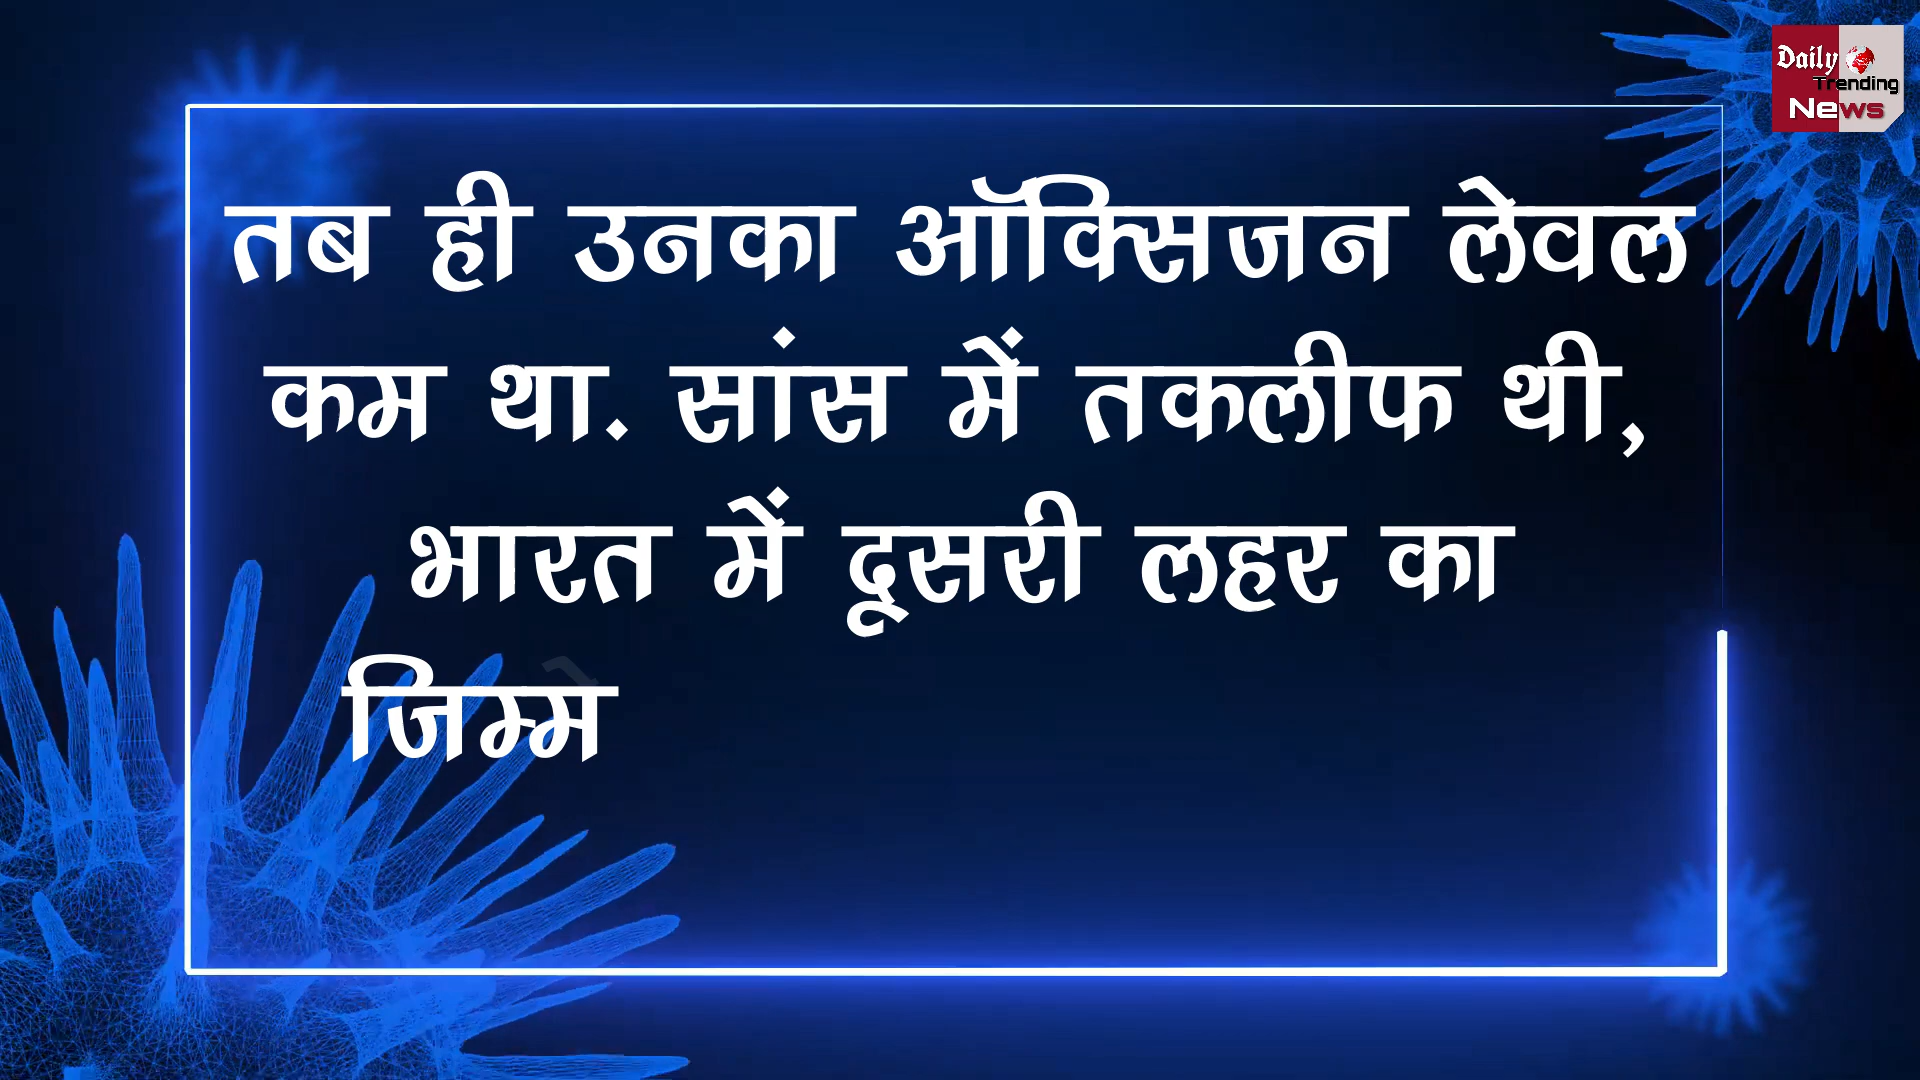 Daily
Trending
News
तब ही उनका ऑक्सिजन लेवल
कम था. सांस में तकलीफ थी,
भारत में दूसरी लहर का
जिम्मे